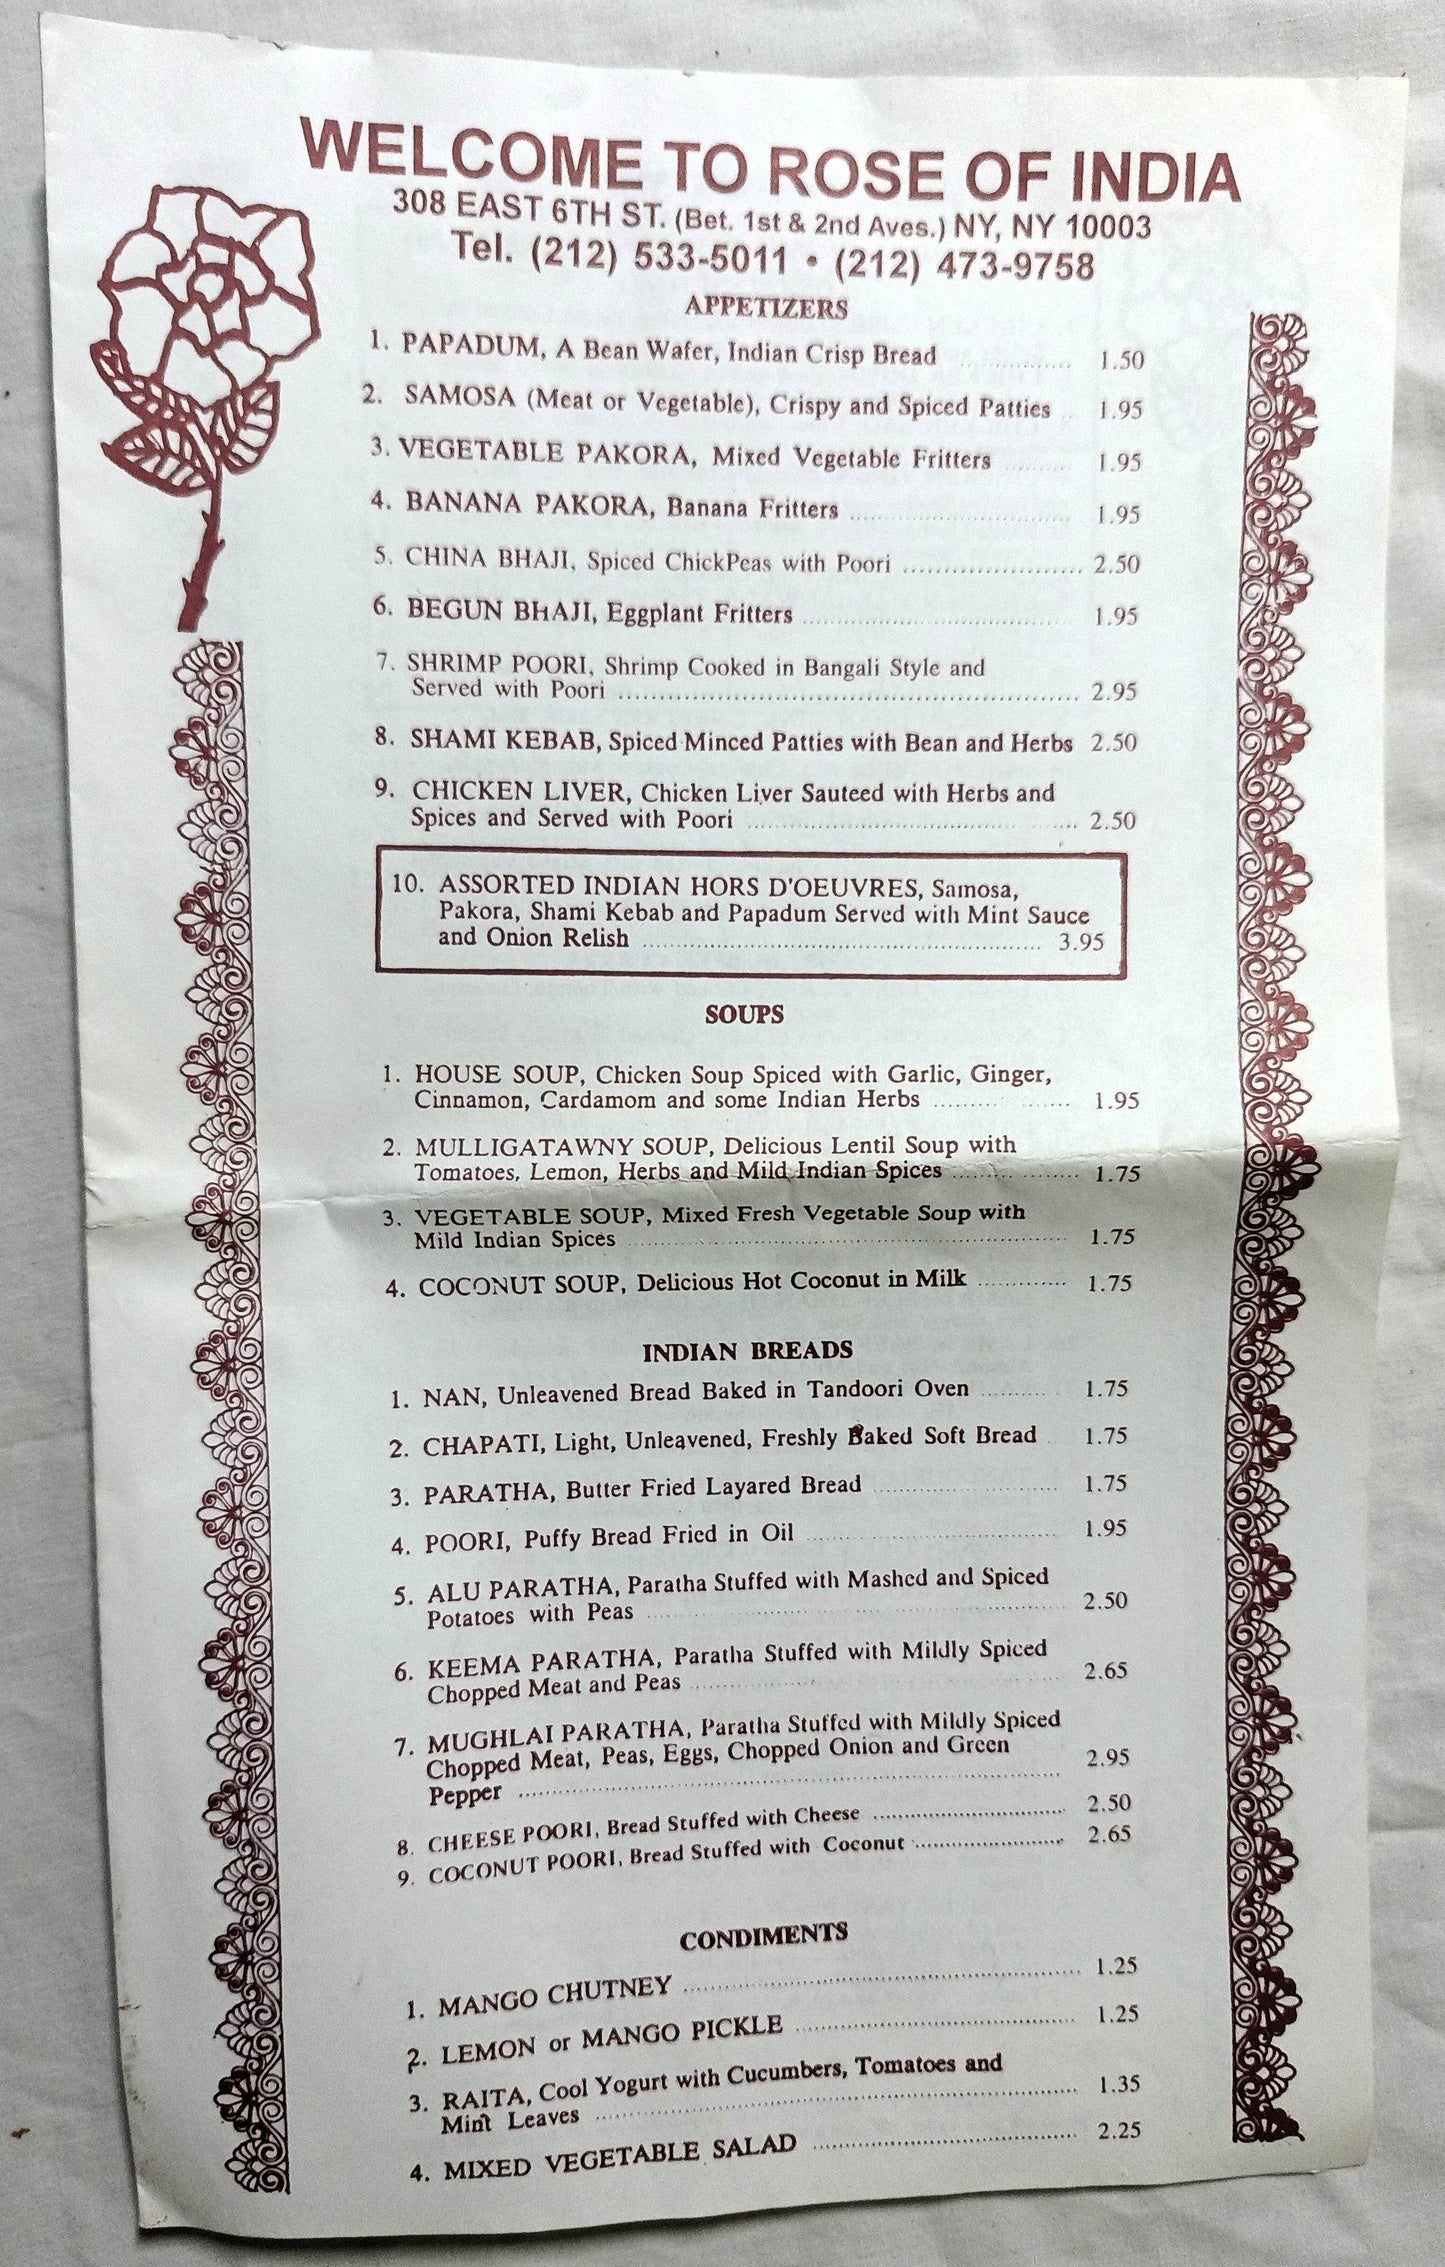 WELCOME TO ROSE OF INDIA
308 EAST 6TH ST. (Bet. 1st & 2nd Aves.) NY, NY 10003
Tel. (212) 533-5011 • (212) 473-9758
APPETIZERS
1. PAPADUM, A Bean Wafer, Indian Crisp Bread ............... 1.50
2. SAMOSA (Meat or Vegetable), Crispy and Spiced Patties .. 1.95
3. VEGETABLE PAKORA, Mixed Vegetable Fritters .......... 1.95
4. BANANA PAKORA, Banana Fritters .............................. 1.95
5. CHINA BHAJI, Spiced ChickPeas with Poori ....................... 2.50
6. BEGUN BHAJI, Eggplant Fritters .................................... 1.95
7. SHRIMP POORI, Shrimp Cooked in Bangali Style and
Served with Poori ............................................................ 2.95
8. SHAMI KEBAB, Spiced Minced Patties with Bean and Herbs 2.50
9. CHICKEN LIVER, Chicken Liver Sauteed with Herbs and
Spices and Served with Poori ............................................ 2.50
10. ASSORTED INDIAN HORS D'OEUVRES, Samosa,
Pakora, Shami Kebab and Papadum Served with Mint Sauce
and Onion Relish ............................................................ 3.95
SOUPS
1. HOUSE SOUP, Chicken Soup Spiced with Garlic, Ginger,
Cinnamon, Cardamom and some Indian Herbs .................. 1.95
2. MULLIGATAWNY SOUP, Delicious Lentil Soup with
Tomatoes, Lemon, Herbs and Mild Indian Spices .................. 1.75
3. VEGETABLE SOUP, Mixed Fresh Vegetable Soup with
Mild Indian Spices ............................................................ 1.75
4. COCONUT SOUP, Delicious Hot Coconut in Milk ............. 1.75
INDIAN BREADS
1. NAN, Unleavened Bread Baked in Tandoori Oven ............ 1.75
2. CHAPATI, Light, Unleavened, Freshly Baked Soft Bread .. 1.75
3. PARATHA, Butter Fried Layared Bread ........................... 1.75
4. POORI, Puffy Bread Fried in Oil .................................... 1.95
5. ALU PARATHA, Paratha Stuffed with Mashed and Spiced
Potatoes with Peas ............................................................ 2.50
6. KEEMA PARATHA, Paratha Stuffed with Mildly Spiced
Chopped Meat and Peas .................................................. 2.65
7. MUGHLAI PARATHA, Paratha Stuffed with Mildly Spiced
Chopped Meat, Peas, Eggs, Chopped Onion and Green
Pepper ........................................................................ 2.95
8. CHEESE POORI, Bread Stuffed with Cheese .............................. 2.50
9. COCONUT POORI, Bread Stuffed with Coconut ........................ 2.65
CONDIMENTS
1. MANGO CHUTNEY ...................................................... 1.25
2. LEMON or MANGO PICKLE .......................................... 1.25
3. RAITA, Cool Yogurt with Cucumbers, Tomatoes and
Mint Leaves .................................................................. 1.35
4. MIXED VEGETABLE SALAD .......................................... 2.25